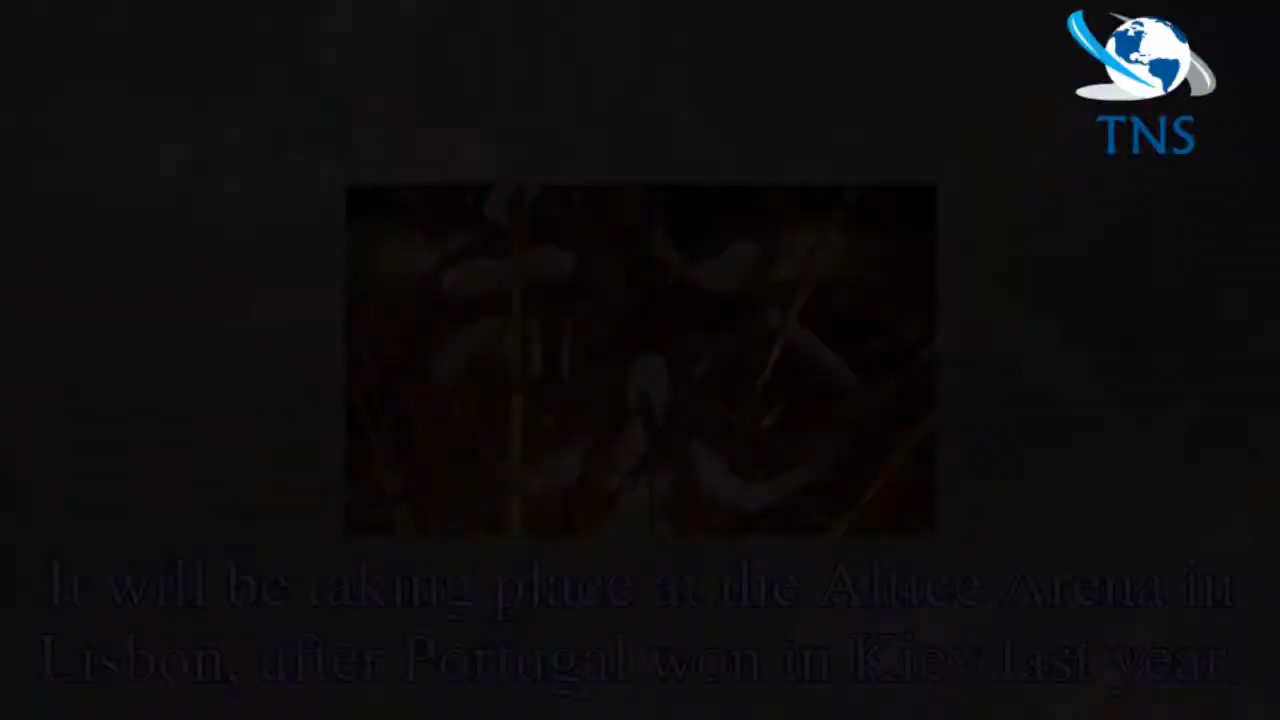 TNS
It will be taking place at the Altice Arena in
Lisbon, after Portugal won in Kiev last year.